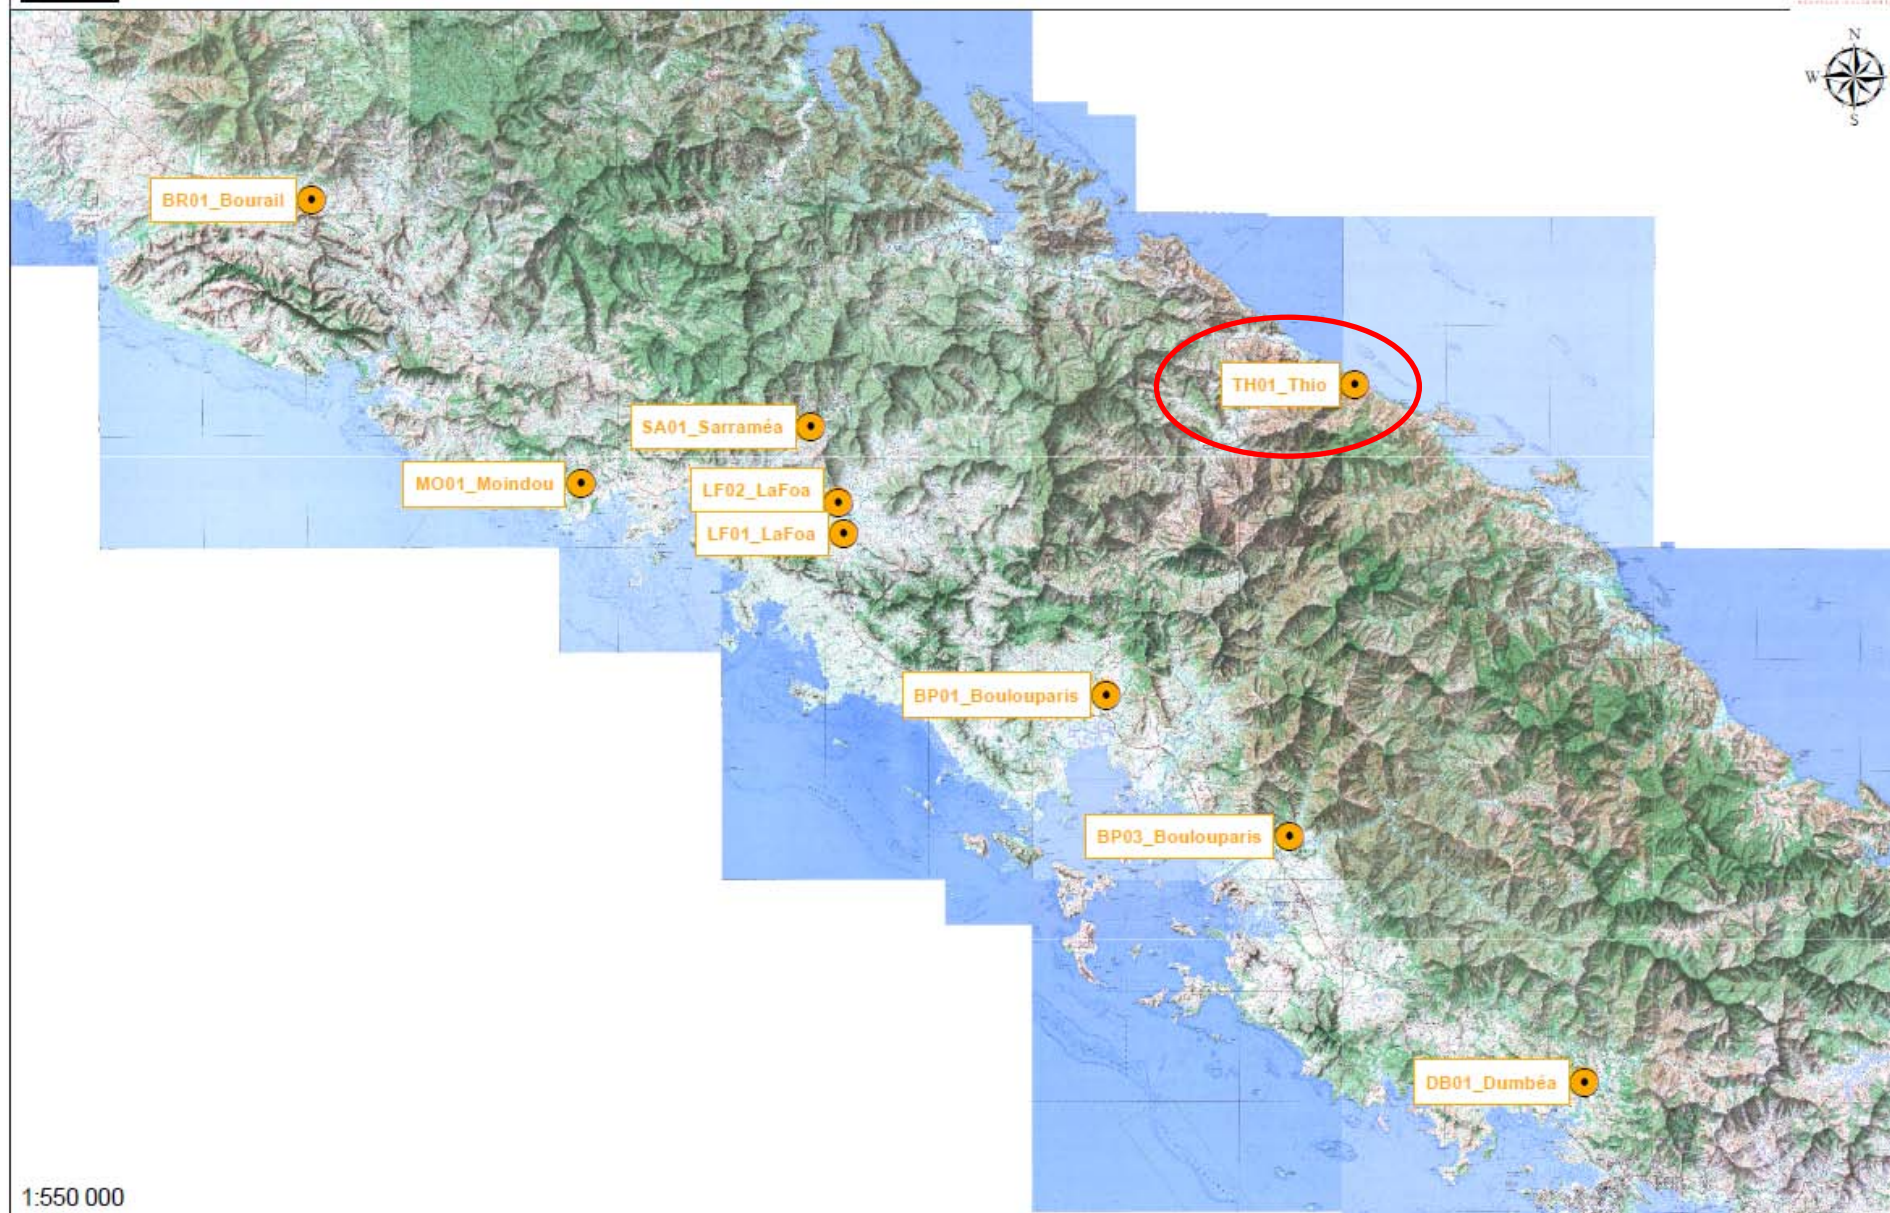 N
W
S
BR01_Bourail
TH01_Thio
SA01_Sarraméa
MO01_Moindou
LF02_LaFoa
LF01_LaFoa
BP01_Boulouparis
BP03_Boulouparis
DB01_Dumbéa
1:550 000